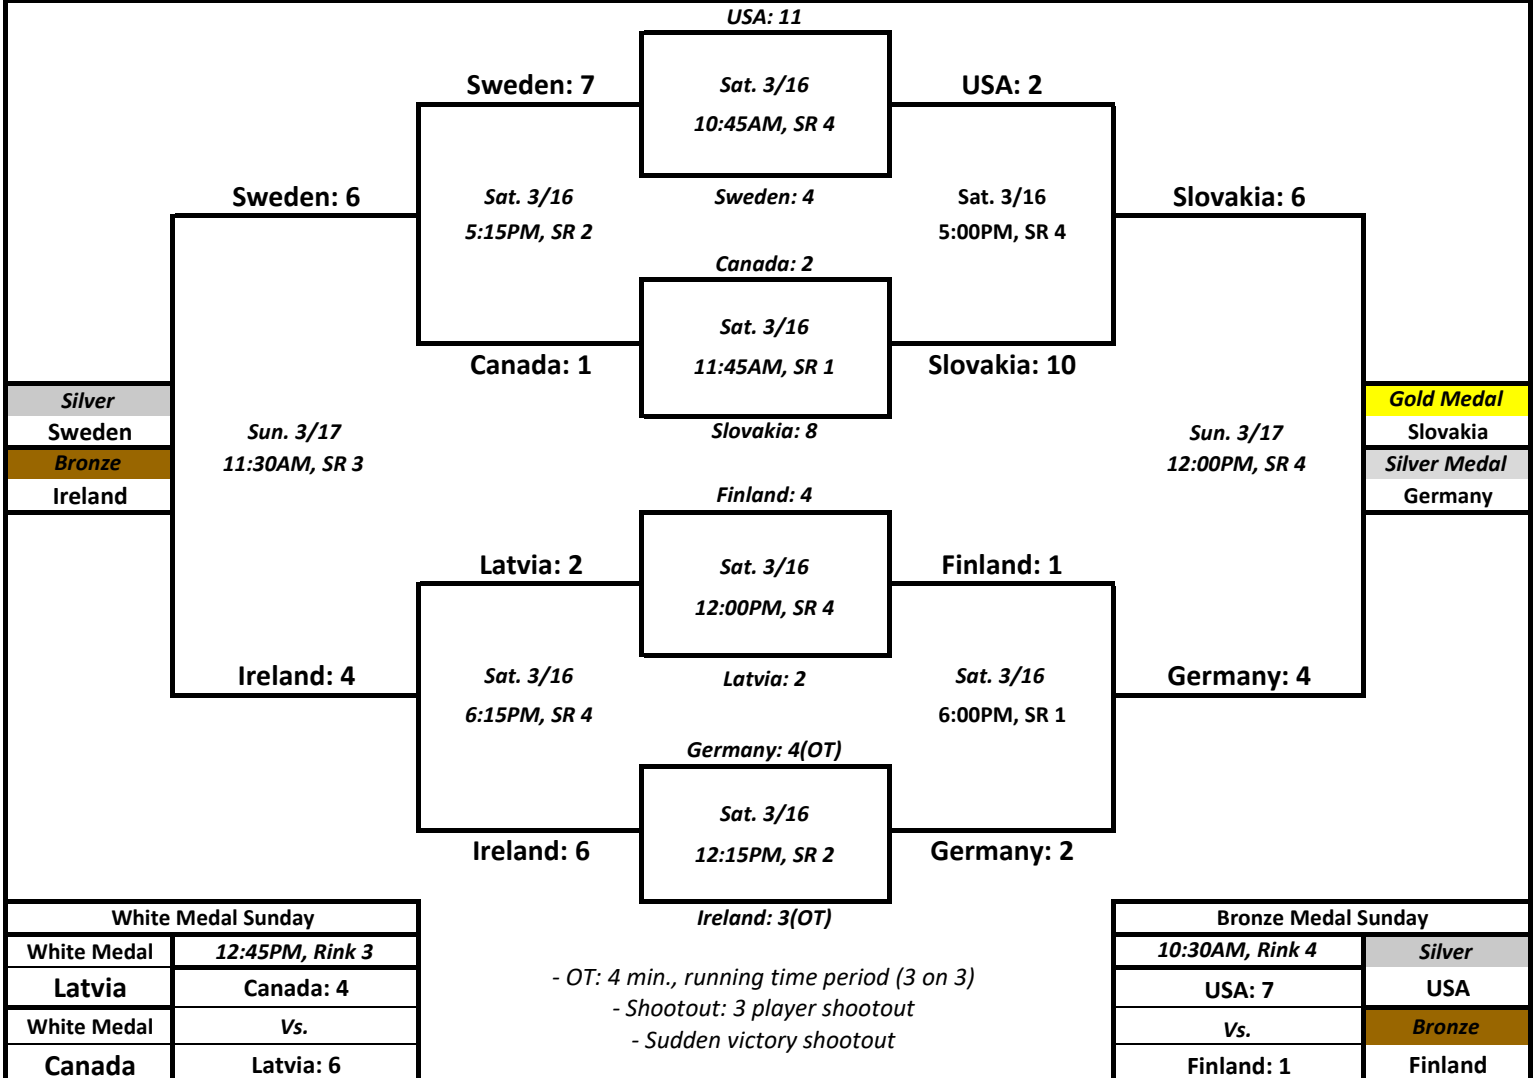 USA: 11
Sweden: 7
Sat. 3/16
USA: 2
10:45AM, SR 4
Sweden: 6
Sat. 3/16
Sweden: 4
Sat. 3/16
Slovakia: 6
5:15PM, SR 2
5:00PM, SR 4
Canada: 2
Sat. 3/16
Canada: 1
11:45AM, SR 1
Slovakia: 10
Silver
Gold Medal
Sweden
Sun. 3/17
Slovakia: 8
Sun. 3/17
Slovakia
Bronze
11:30AM, SR 3
12:00PM, SR 4
Silver Medal
Ireland
Finland: 4
Germany
Latvia: 2
Sat. 3/16
Finland: 1
12:00PM, SR 4
Ireland: 4
Sat. 3/16
Latvia: 2
Sat. 3/16
Germany: 4
6:15PM, SR 4
6:00PM, SR 1
Germany: 4(OT)
Sat. 3/16
Ireland: 6
12:15PM, SR 2
Germany: 2
White Medal Sunday
Ireland: 3(OT)
Bronze Medal Sunday
White Medal
12:45PM, Rink 3
10:30AM, Rink 4
Silver
- OT: 4 min., running time period (3 on 3)
Latvia
Canada: 4
USA: 7
USA
- Shootout: 3 player shootout
White Medal
Vs.
Vs.
Bronze
- Sudden victory shootout
Canada
Latvia: 6
Finland: 1
Finland